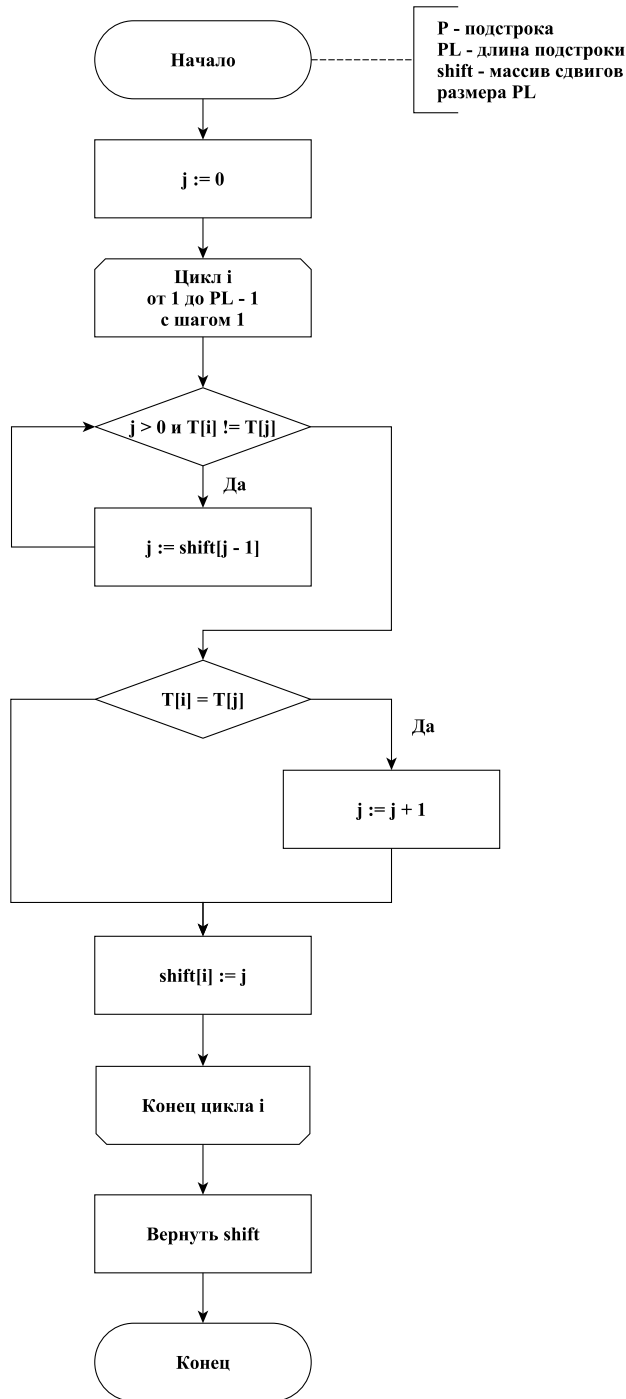 Начало
P - подстрока
PL - длина подстроки
shift - массив сдвигов
размера PL
j := 0
Цикл i
от 1 до PL - 1
с шагом 1
j > 0 и T[i] != T[j]
Да
j := shift[j - 1]
T[i] = T[j]
Да
j := j + 1
shift[i] := j
Конец цикла i
Вернуть shift
Конец